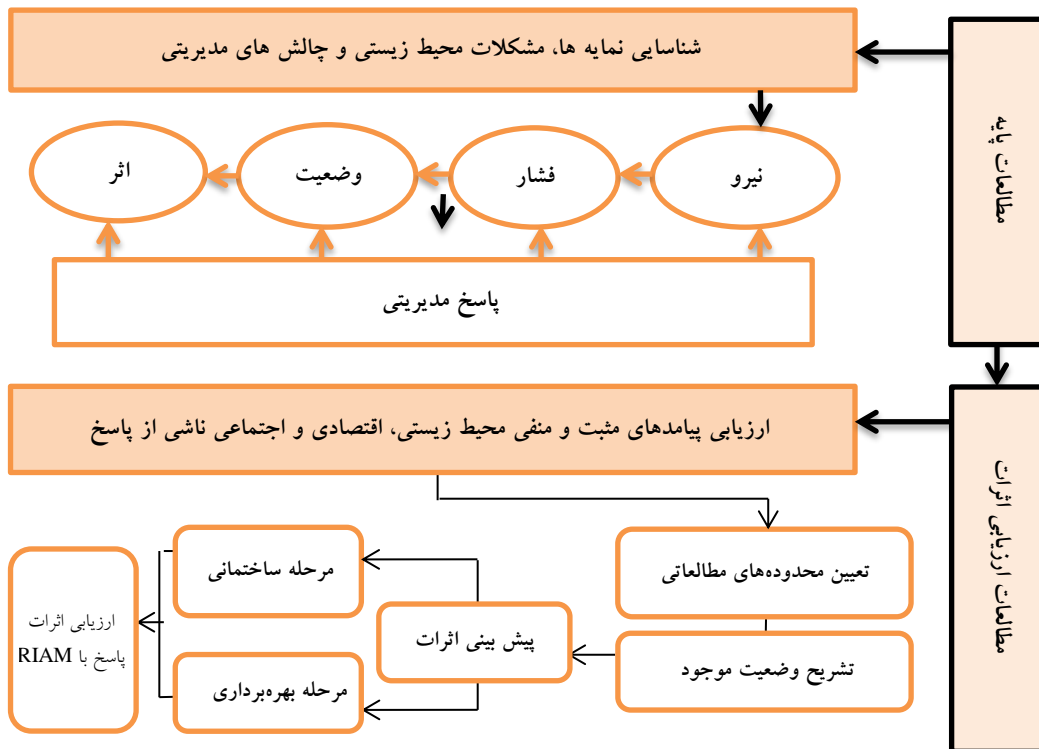 مطالعات پایه
شناسایی نمایه ها، مشکلات محیط زیستی و چالش های مدیریتی
نیرو
فشار
وضعیت
اثر
پاسخ مدیریتی
مطالعات ارزیابی اثرات
ارزیابی پیامدهای مثبت و منفی محیط زیستی، اقتصادی و اجتماعی ناشی از پاسخ
تعیین محدوده‌های مطالعاتی
تشریح وضعیت موجود
پیش بینی اثرات
مرحله ساختمانی
مرحله بهره‌برداری
ارزیابی اثرات
پاسخ با RIAM